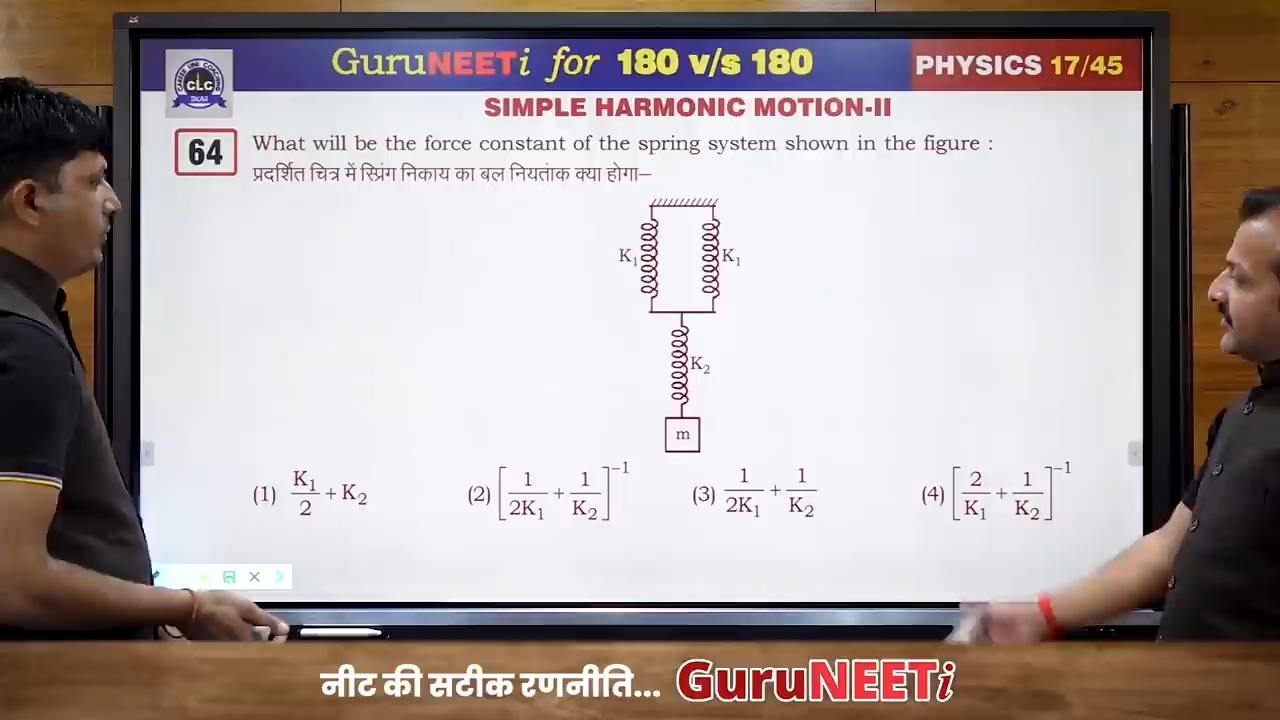 GuruNEETi for 180 v/s 180
PHYSICS 17/45
CLC
SIKAR
SIMPLE HARMONIC MOTION-II
64
What will be the force constant of the spring system shown in the figure :
प्रदर्शित चित्र में स्प्रिंग निकाय का बल नियतांक क्या होगा–
K₁ K₁
K₂
m
(1) K₁/2 + K₂ (2) [1/2K₁ + 1/K₂]⁻¹ (3) 1/2K₁ + 1/K₂ (4) [2/K₁ + 1/K₂]⁻¹
नीट की सटीक रणनीति... GuruNEETi